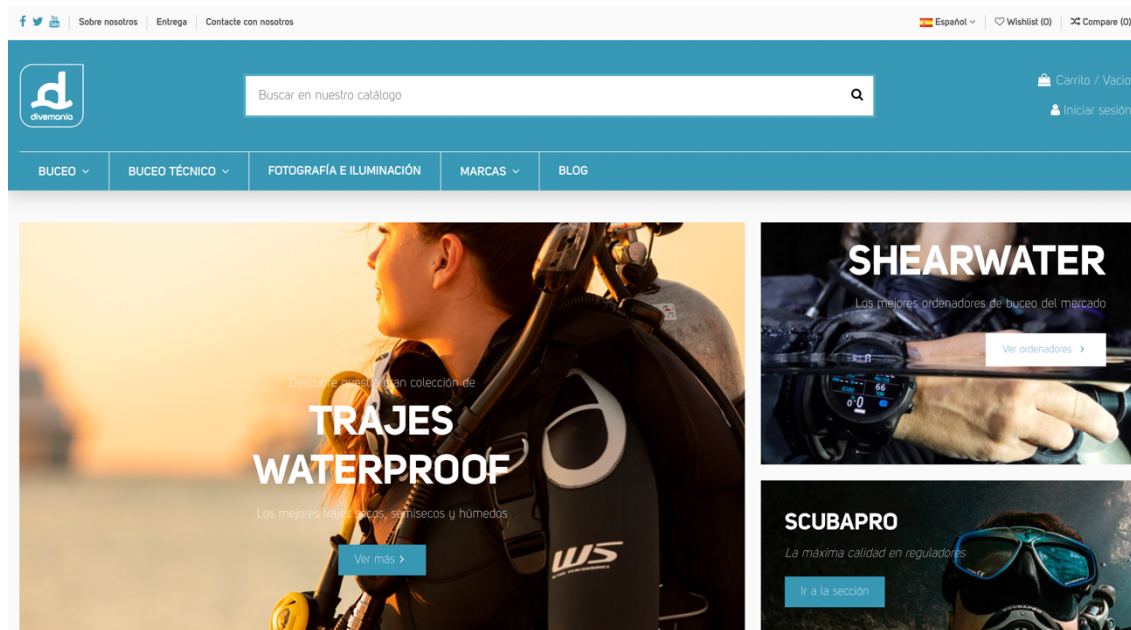 Sobre nosotros
Entrega
Contacte con nosotros
Español
Wishlist (0)
Compare (0)
divemania
Buscar en nuestro catálogo
Carrito / Vacío
Iniciar sesión
BUCEO
BUCEO TÉCNICO
FOTOGRAFÍA E ILUMINACIÓN
MARCAS
BLOG
Descubre nuestra gran colección de
TRAJES
WATERPROOF
Los mejores trajes secos, semisecos y húmedos
Ver más >
WS
SHEARWATER
Los mejores ordenadores de buceo del mercado
Ver ordenadores >
66
SCUBAPRO
La máxima calidad en reguladores
Ir a la sección
SCUBAPRO